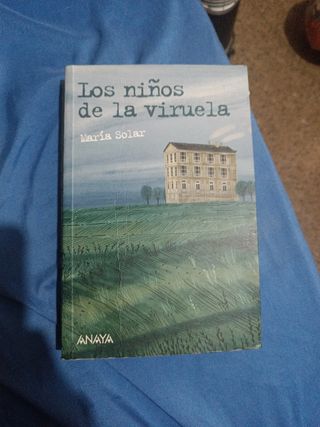 Los niños
de la viruela
María Solar
ANAYA